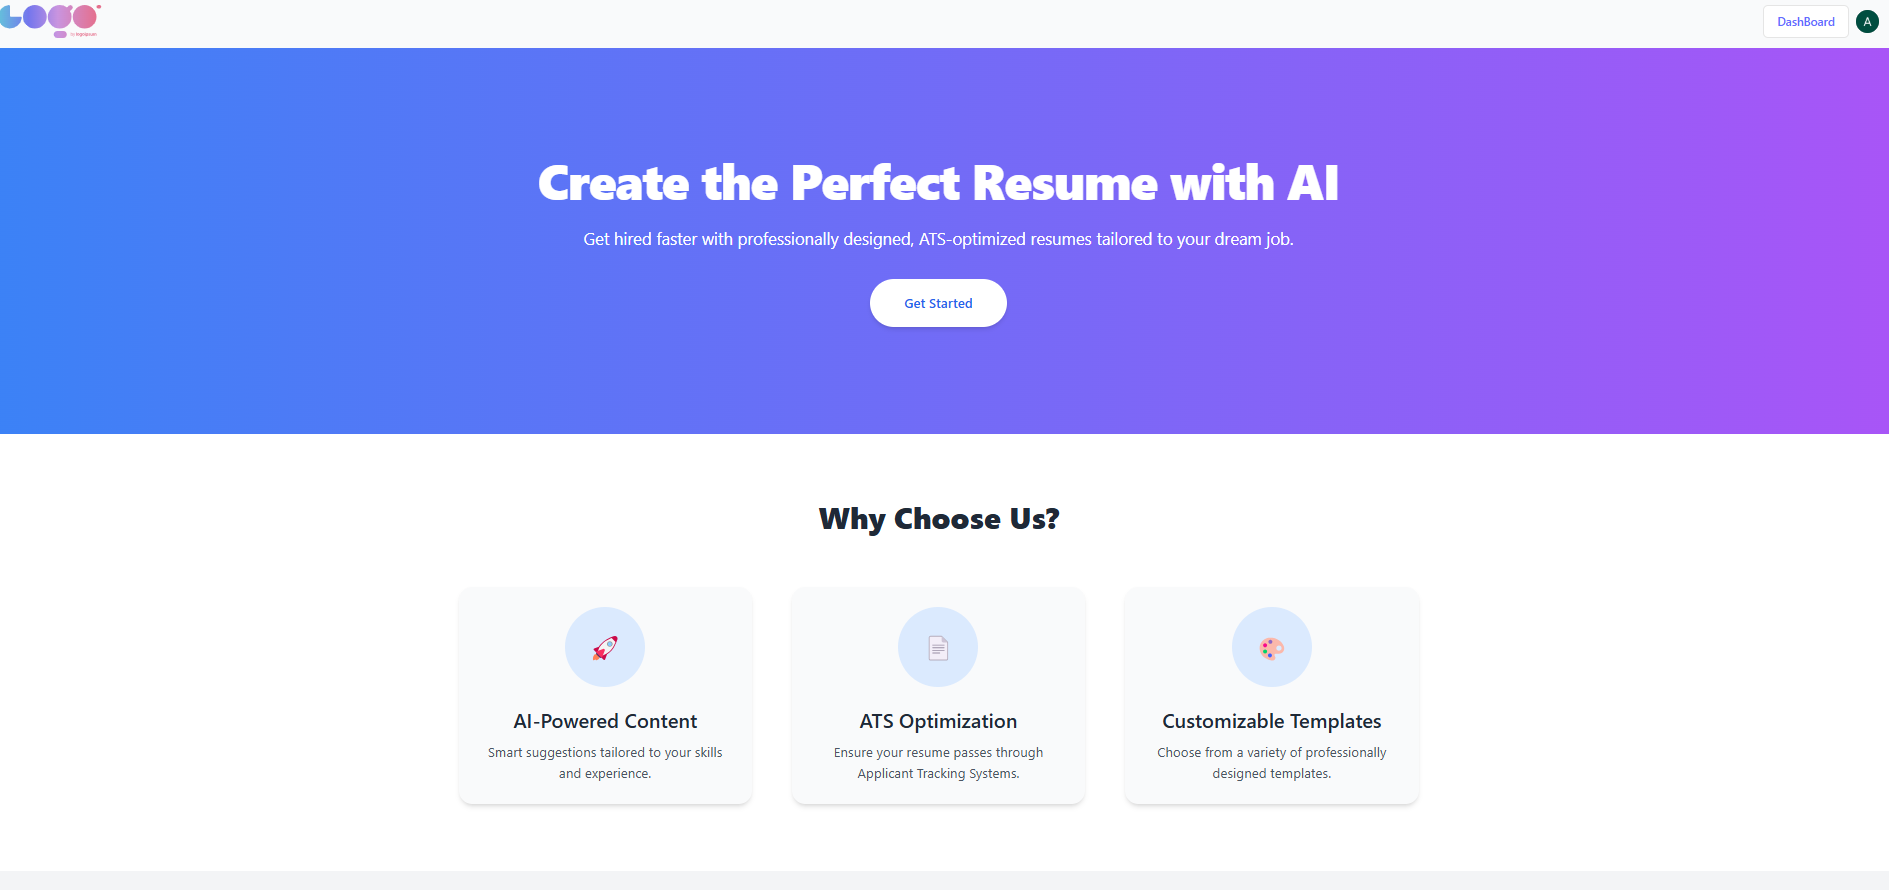 LOGO
by logoipsum
DashBoard
A
Create the Perfect Resume with AI
Get hired faster with professionally designed, ATS-optimized resumes tailored to your dream job.
Get Started
Why Choose Us?
AI-Powered Content
Smart suggestions tailored to your skills
and experience.
ATS Optimization
Ensure your resume passes through
Applicant Tracking Systems.
Customizable Templates
Choose from a variety of professionally
designed templates.